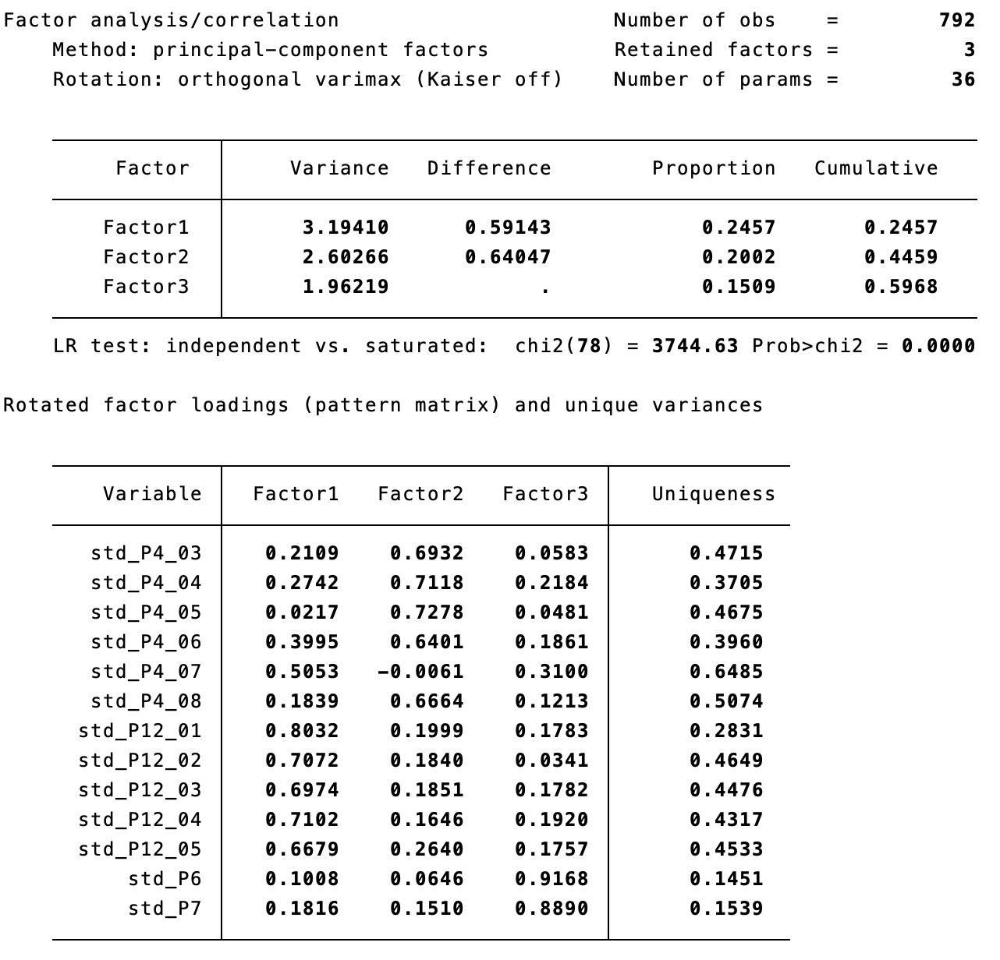 Factor analysis/correlation Number of obs = 792
Method: principal-component factors Retained factors = 3
Rotation: orthogonal varimax (Kaiser off) Number of params = 36
Factor Variance Difference Proportion Cumulative
Factor1 3.19410 0.59143 0.2457 0.2457
Factor2 2.60266 0.64047 0.2002 0.4459
Factor3 1.96219 . 0.1509 0.5968
LR test: independent vs. saturated: chi2(78) = 3744.63 Prob>chi2 = 0.0000
Rotated factor loadings (pattern matrix) and unique variances
Variable Factor1 Factor2 Factor3 Uniqueness
std_P4_03 0.2109 0.6932 0.0583 0.4715
std_P4_04 0.2742 0.7118 0.2184 0.3705
std_P4_05 0.0217 0.7278 0.0481 0.4675
std_P4_06 0.3995 0.6401 0.1861 0.3960
std_P4_07 0.5053 -0.0061 0.3100 0.6485
std_P4_08 0.1839 0.6664 0.1213 0.5074
std_P12_01 0.8032 0.1999 0.1783 0.2831
std_P12_02 0.7072 0.1840 0.0341 0.4649
std_P12_03 0.6974 0.1851 0.1782 0.4476
std_P12_04 0.7102 0.1646 0.1920 0.4317
std_P12_05 0.6679 0.2640 0.1757 0.4533
std_P6 0.1008 0.0646 0.9168 0.1451
std_P7 0.1816 0.1510 0.8890 0.1539